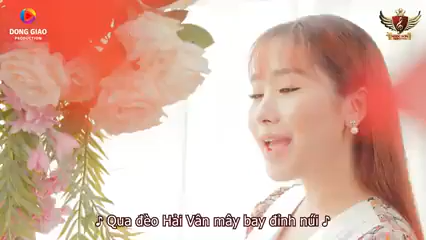 DONG GIAO
PRODUCTION
♪ Qua đèo Hải Vân mây bay đỉnh núi ♪